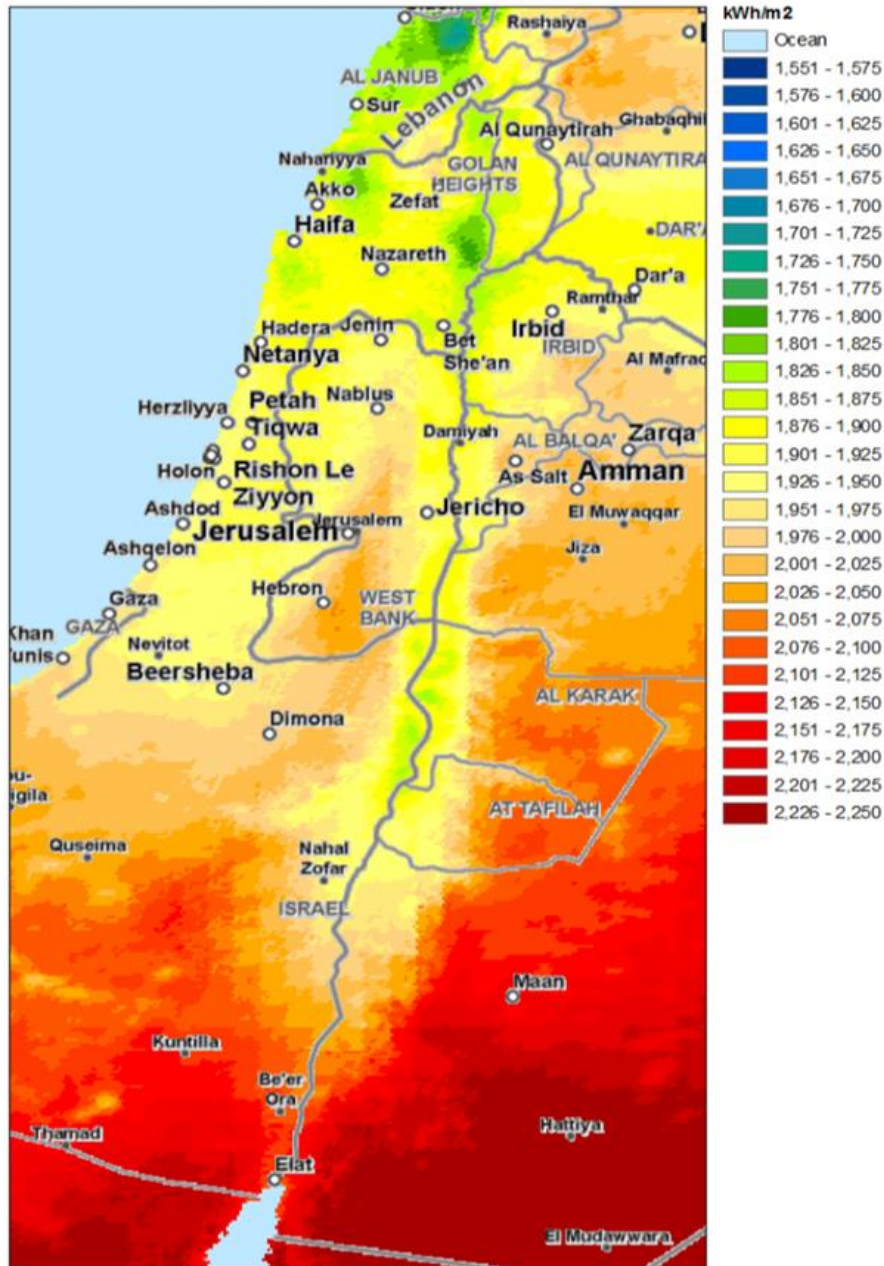 kWh/m2
Ocean
1,551 - 1,575
1,576 - 1,600
1,601 - 1,625
1,626 - 1,650
1,651 - 1,675
1,676 - 1,700
1,701 - 1,725
1,726 - 1,750
1,751 - 1,775
1,776 - 1,800
1,801 - 1,825
1,826 - 1,850
1,851 - 1,875
1,876 - 1,900
1,901 - 1,925
1,926 - 1,950
1,951 - 1,975
1,976 - 2,000
2,001 - 2,025
2,026 - 2,050
2,051 - 2,075
2,076 - 2,100
2,101 - 2,125
2,126 - 2,150
2,151 - 2,175
2,176 - 2,200
2,201 - 2,225
2,226 - 2,250
Rashaiya
AL JANUB
Sur
Lebanon
Ghabaqhil
Al Qunaytirah
AL QUNAYTIRA
Nahariyya
GOLAN
HEIGHTS
Akko
Zefat
Haifa
DAR'A
Nazareth
Dar'a
Ramthar
Irbid
IRBID
Hadera
Jenin
Bet
She'an
Netanya
Al Mafraq
Nablus
Petah
Tiqwa
Herzliyya
Damiyah
AL BALQA'
Zarqa
Holon
Rishon Le
Ziyyon
As Salt
Amman
Jericho
El Muwaqqar
Ashdod
Jerusalem
Jerusalem
Jiza
Ashqelon
Hebron
WEST
BANK
Gaza
GAZA
Khan
Yunis
Nevitot
Beersheba
AL KARAK
Dimona
AT TAFILAH
Quseima
Nahal
Zofar
ISRAEL
Maan
Kuntilla
Be'er
Ora
Hattiya
Thamad
Elat
El Mudawwara